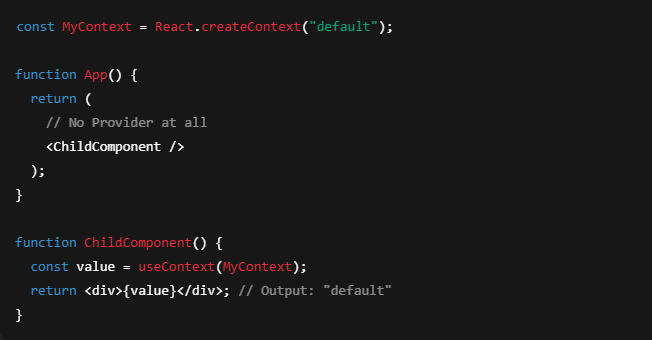 const MyContext = React.createContext("default");
function App() {
return (
// No Provider at all
<ChildComponent />
);
}
function ChildComponent() {
const value = useContext(MyContext);
return <div>{value}</div>; // Output: "default"
}